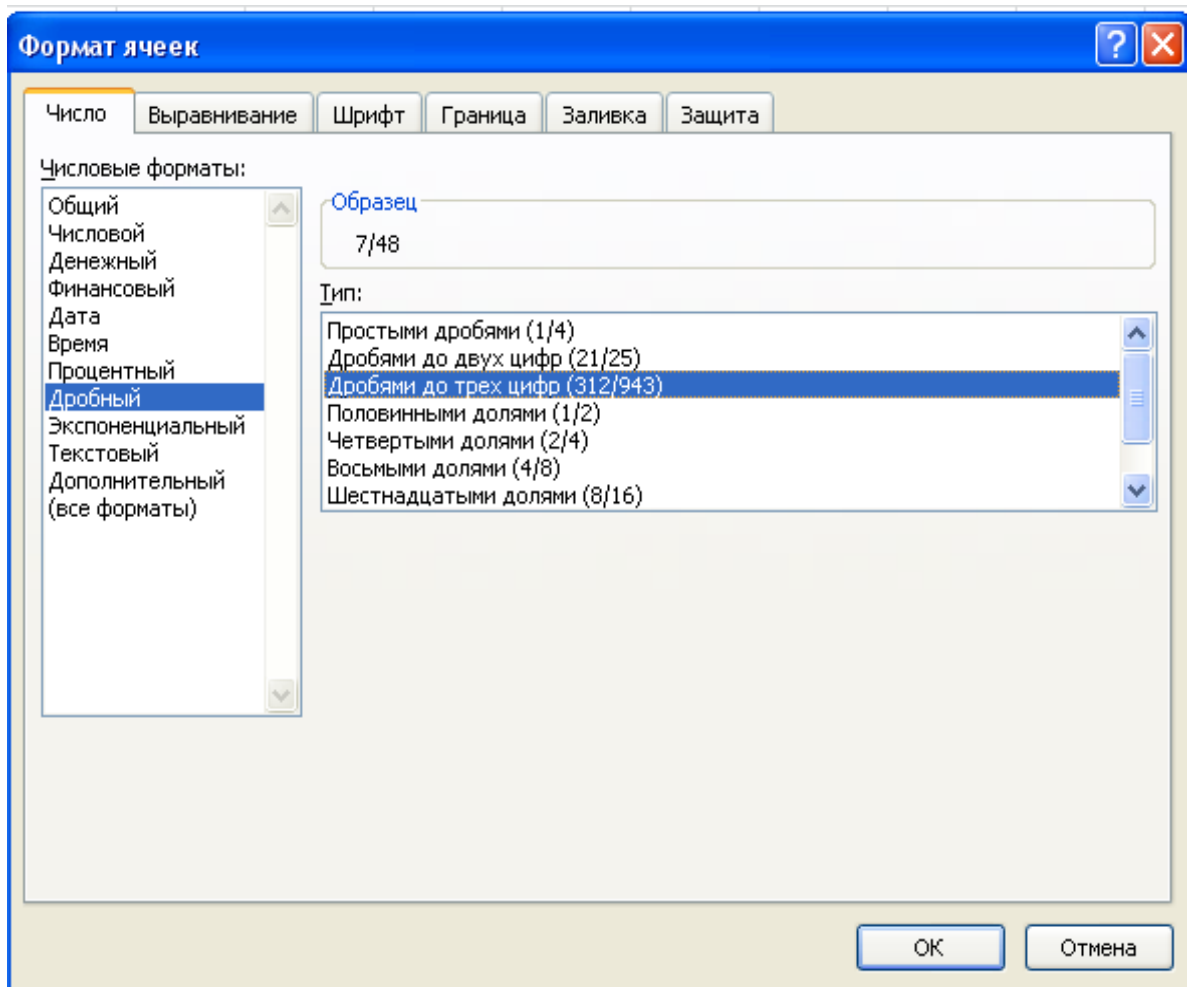 Формат ячеек
Число Выравнивание Шрифт Граница Заливка Защита
Числовые форматы:
Общий
Числовой
Денежный
Финансовый
Дата
Время
Процентный
Дробный
Экспоненциальный
Текстовый
Дополнительный
(все форматы)
Образец
7/48
Тип:
Простыми дробями (1/4)
Дробями до двух цифр (21/25)
Дробями до трех цифр (312/943)
Половинными долями (1/2)
Четвертыми долями (2/4)
Восьмыми долями (4/8)
Шестнадцатыми долями (8/16)
ОК Отмена